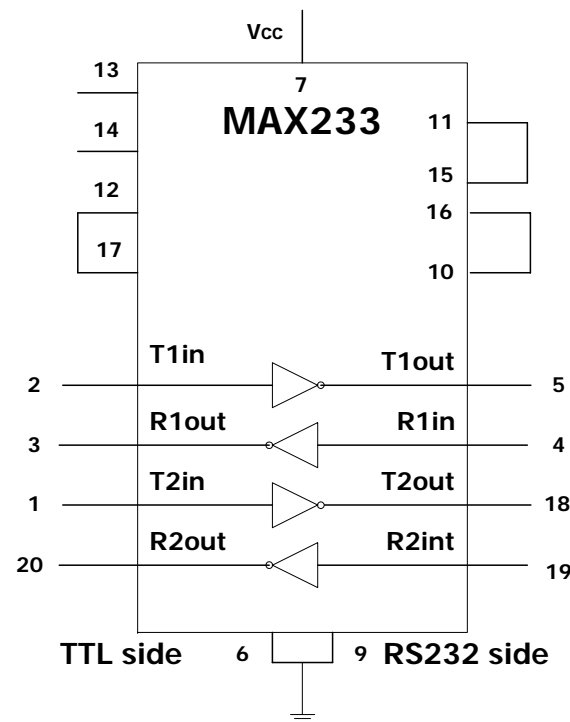 Vcc
13
7
MAX233
14
11
12
15
16
17
10
T1in
T1out
2
5
R1out
R1in
3
4
T2in
T2out
1
18
R2out
R2int
20
19
TTL side
6
9
RS232 side